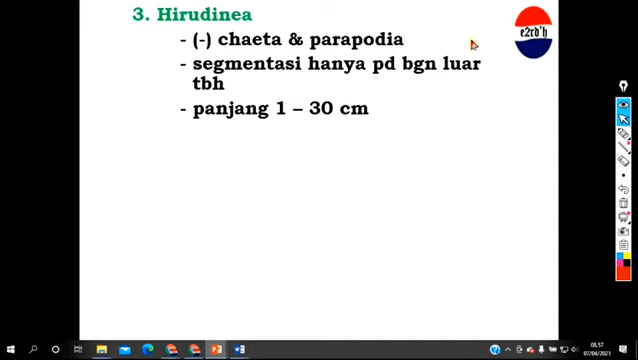 3. Hirudinea
- (-) chaeta & parapodia
- segmentasi hanya pd bgn luar
tbh
- panjang 1 – 30 cm
e2rd'h
08.57
07/04/2021